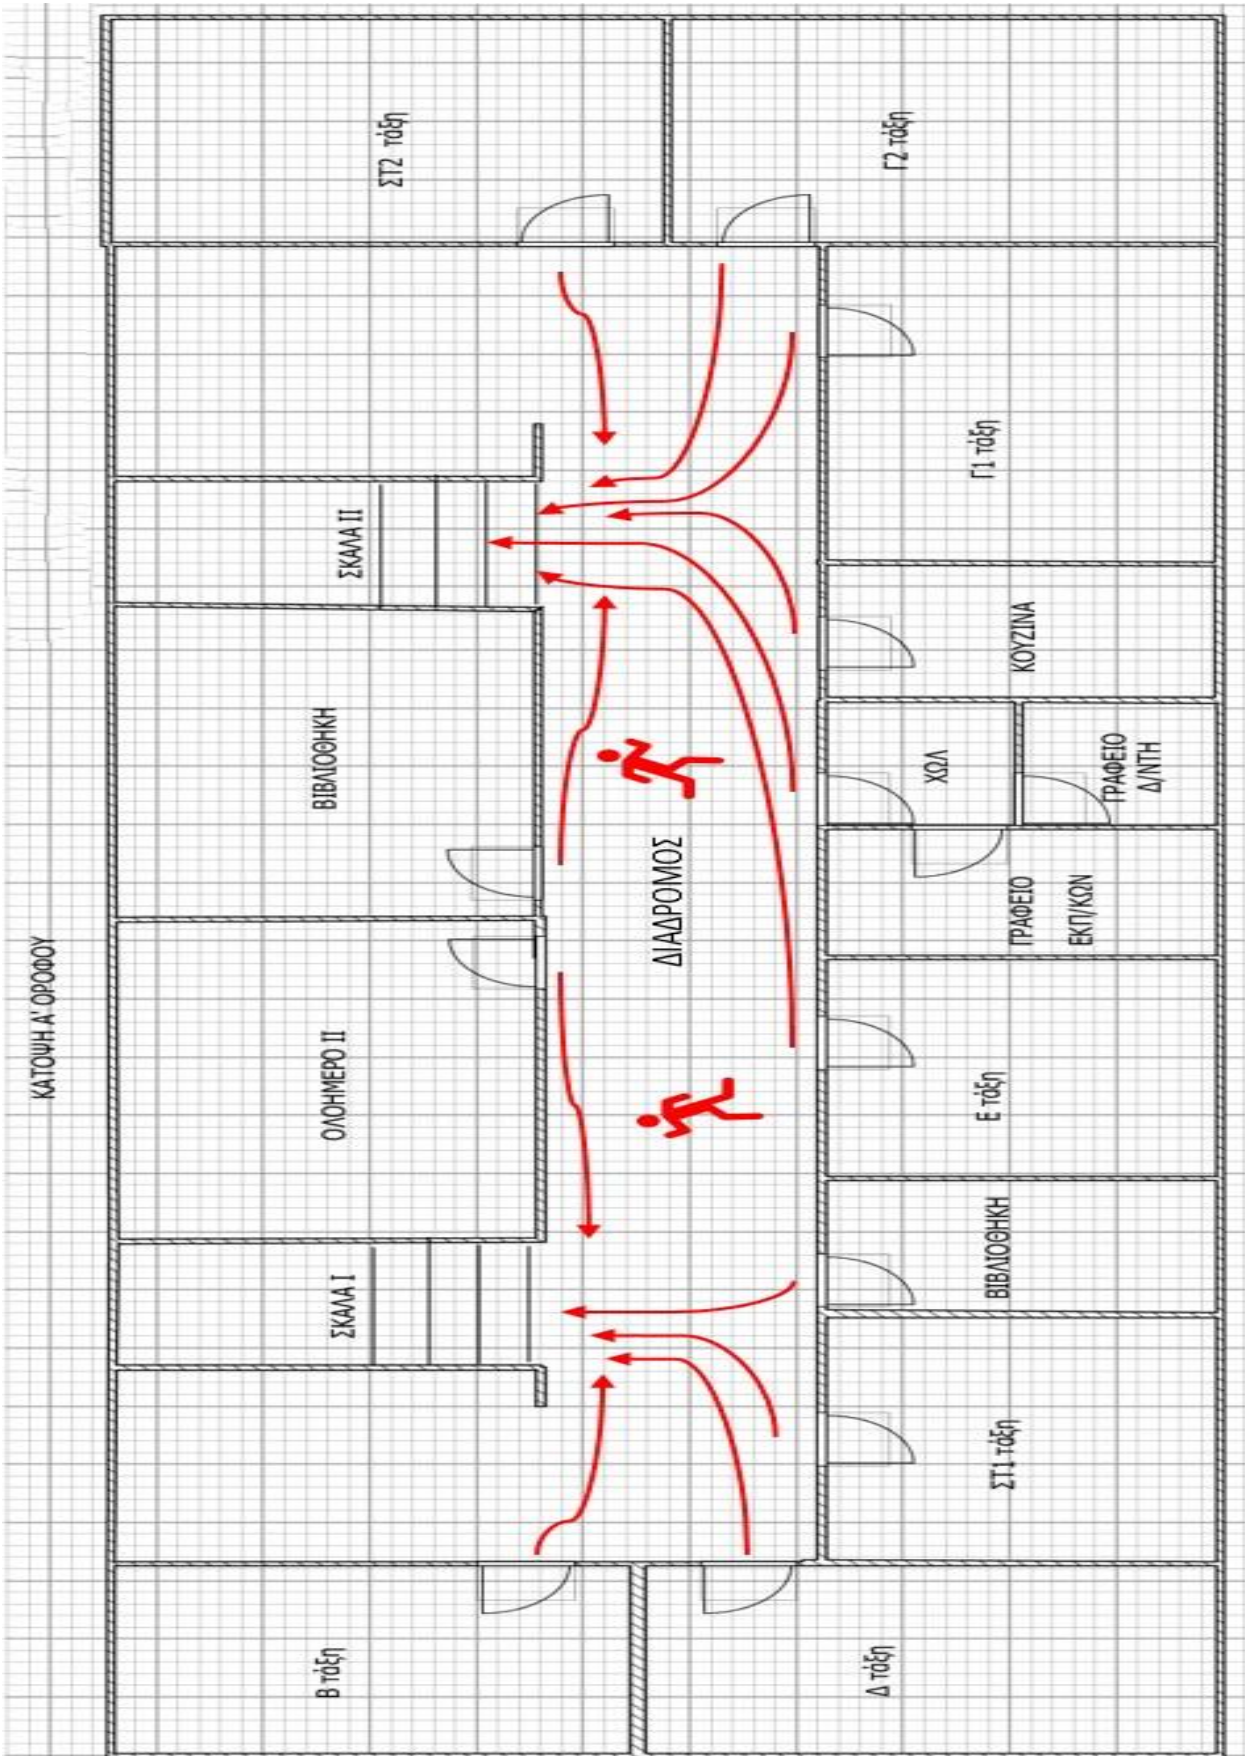 ΚΑΤΟΨΗ Α' ΟΡΟΦΟΥ
Β τάξη
ΣΚΑΛΑ Ι
ΟΛΟΗΜΕΡΟ ΙΙ
ΒΙΒΛΙΟΘΗΚΗ
ΣΚΑΛΑ ΙΙ
ΣΤ2 τάξη
ΔΙΑΔΡΟΜΟΣ
Δ τάξη
ΣΤ1 τάξη
ΒΙΒΛΙΟΘΗΚΗ
Ε τάξη
ΓΡΑΦΕΙΟ
ΕΚΠ/ΚΩΝ
ΧΩΛ
ΓΡΑΦΕΙΟ
Δ/ΝΤΗ
ΚΟΥΖΙΝΑ
Γ1 τάξη
Γ2 τάξη